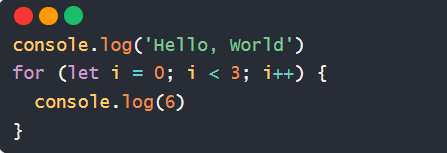 console.log('Hello, World')
for (let i = 0; i < 3; i++) {
  console.log(6)
}